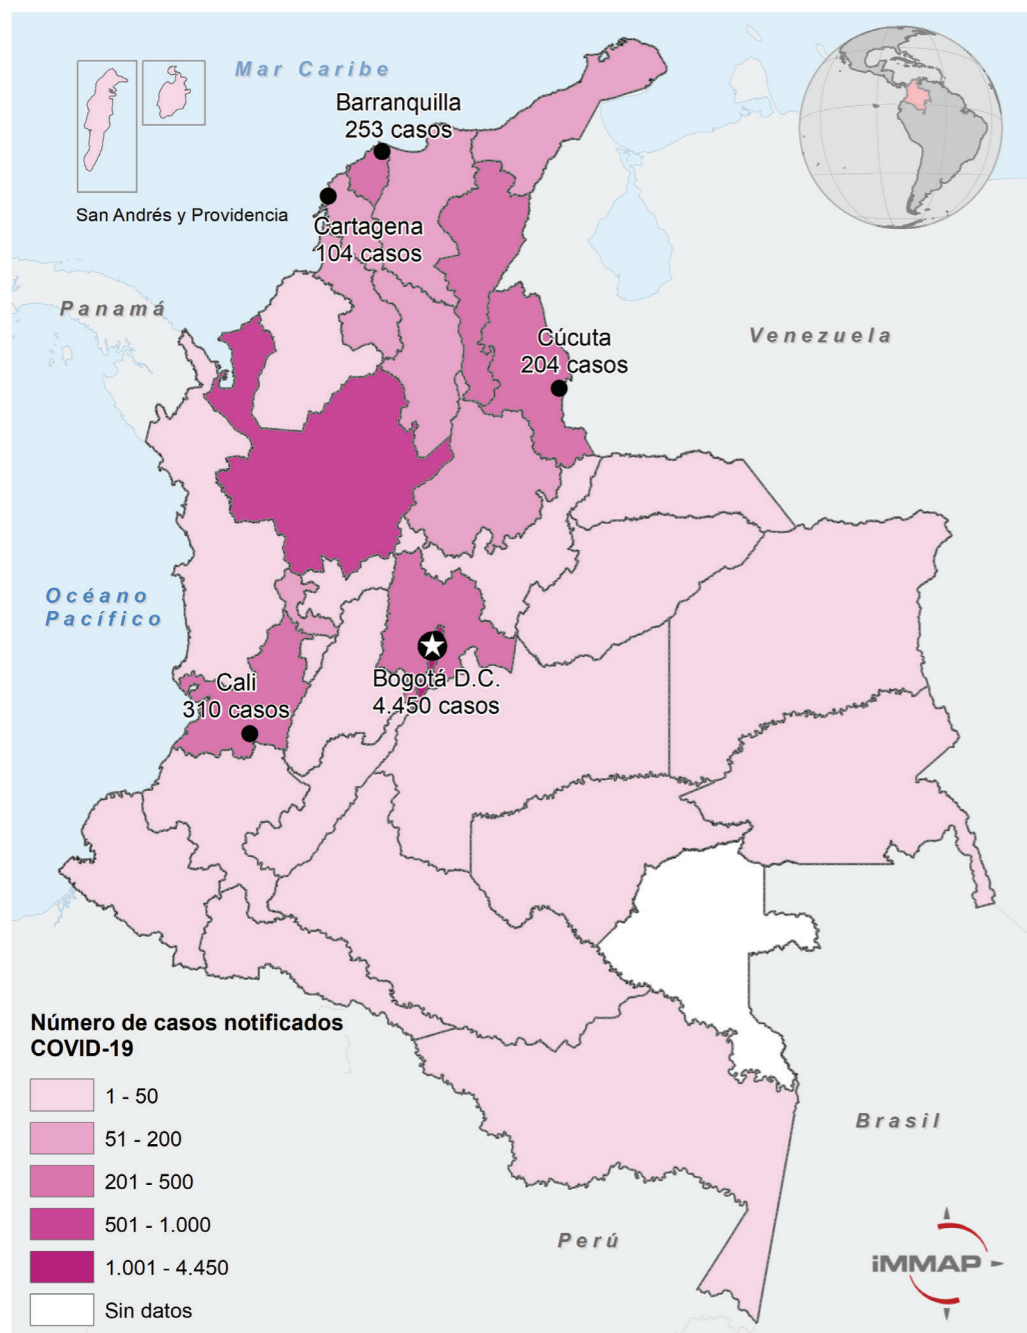 Mar Caribe
Barranquilla
253 casos
San Andrés y Providencia
Cartagena
104 casos
Panamá
Venezuela
Cúcuta
204 casos
Océano
Pacífico
Cali
310 casos
Bogotá D.C.
4.450 casos
Número de casos notificados
COVID-19
1 - 50
51 - 200
201 - 500
501 - 1.000
1.001 - 4.450
Sin datos
Brasil
Perú
iMMAP